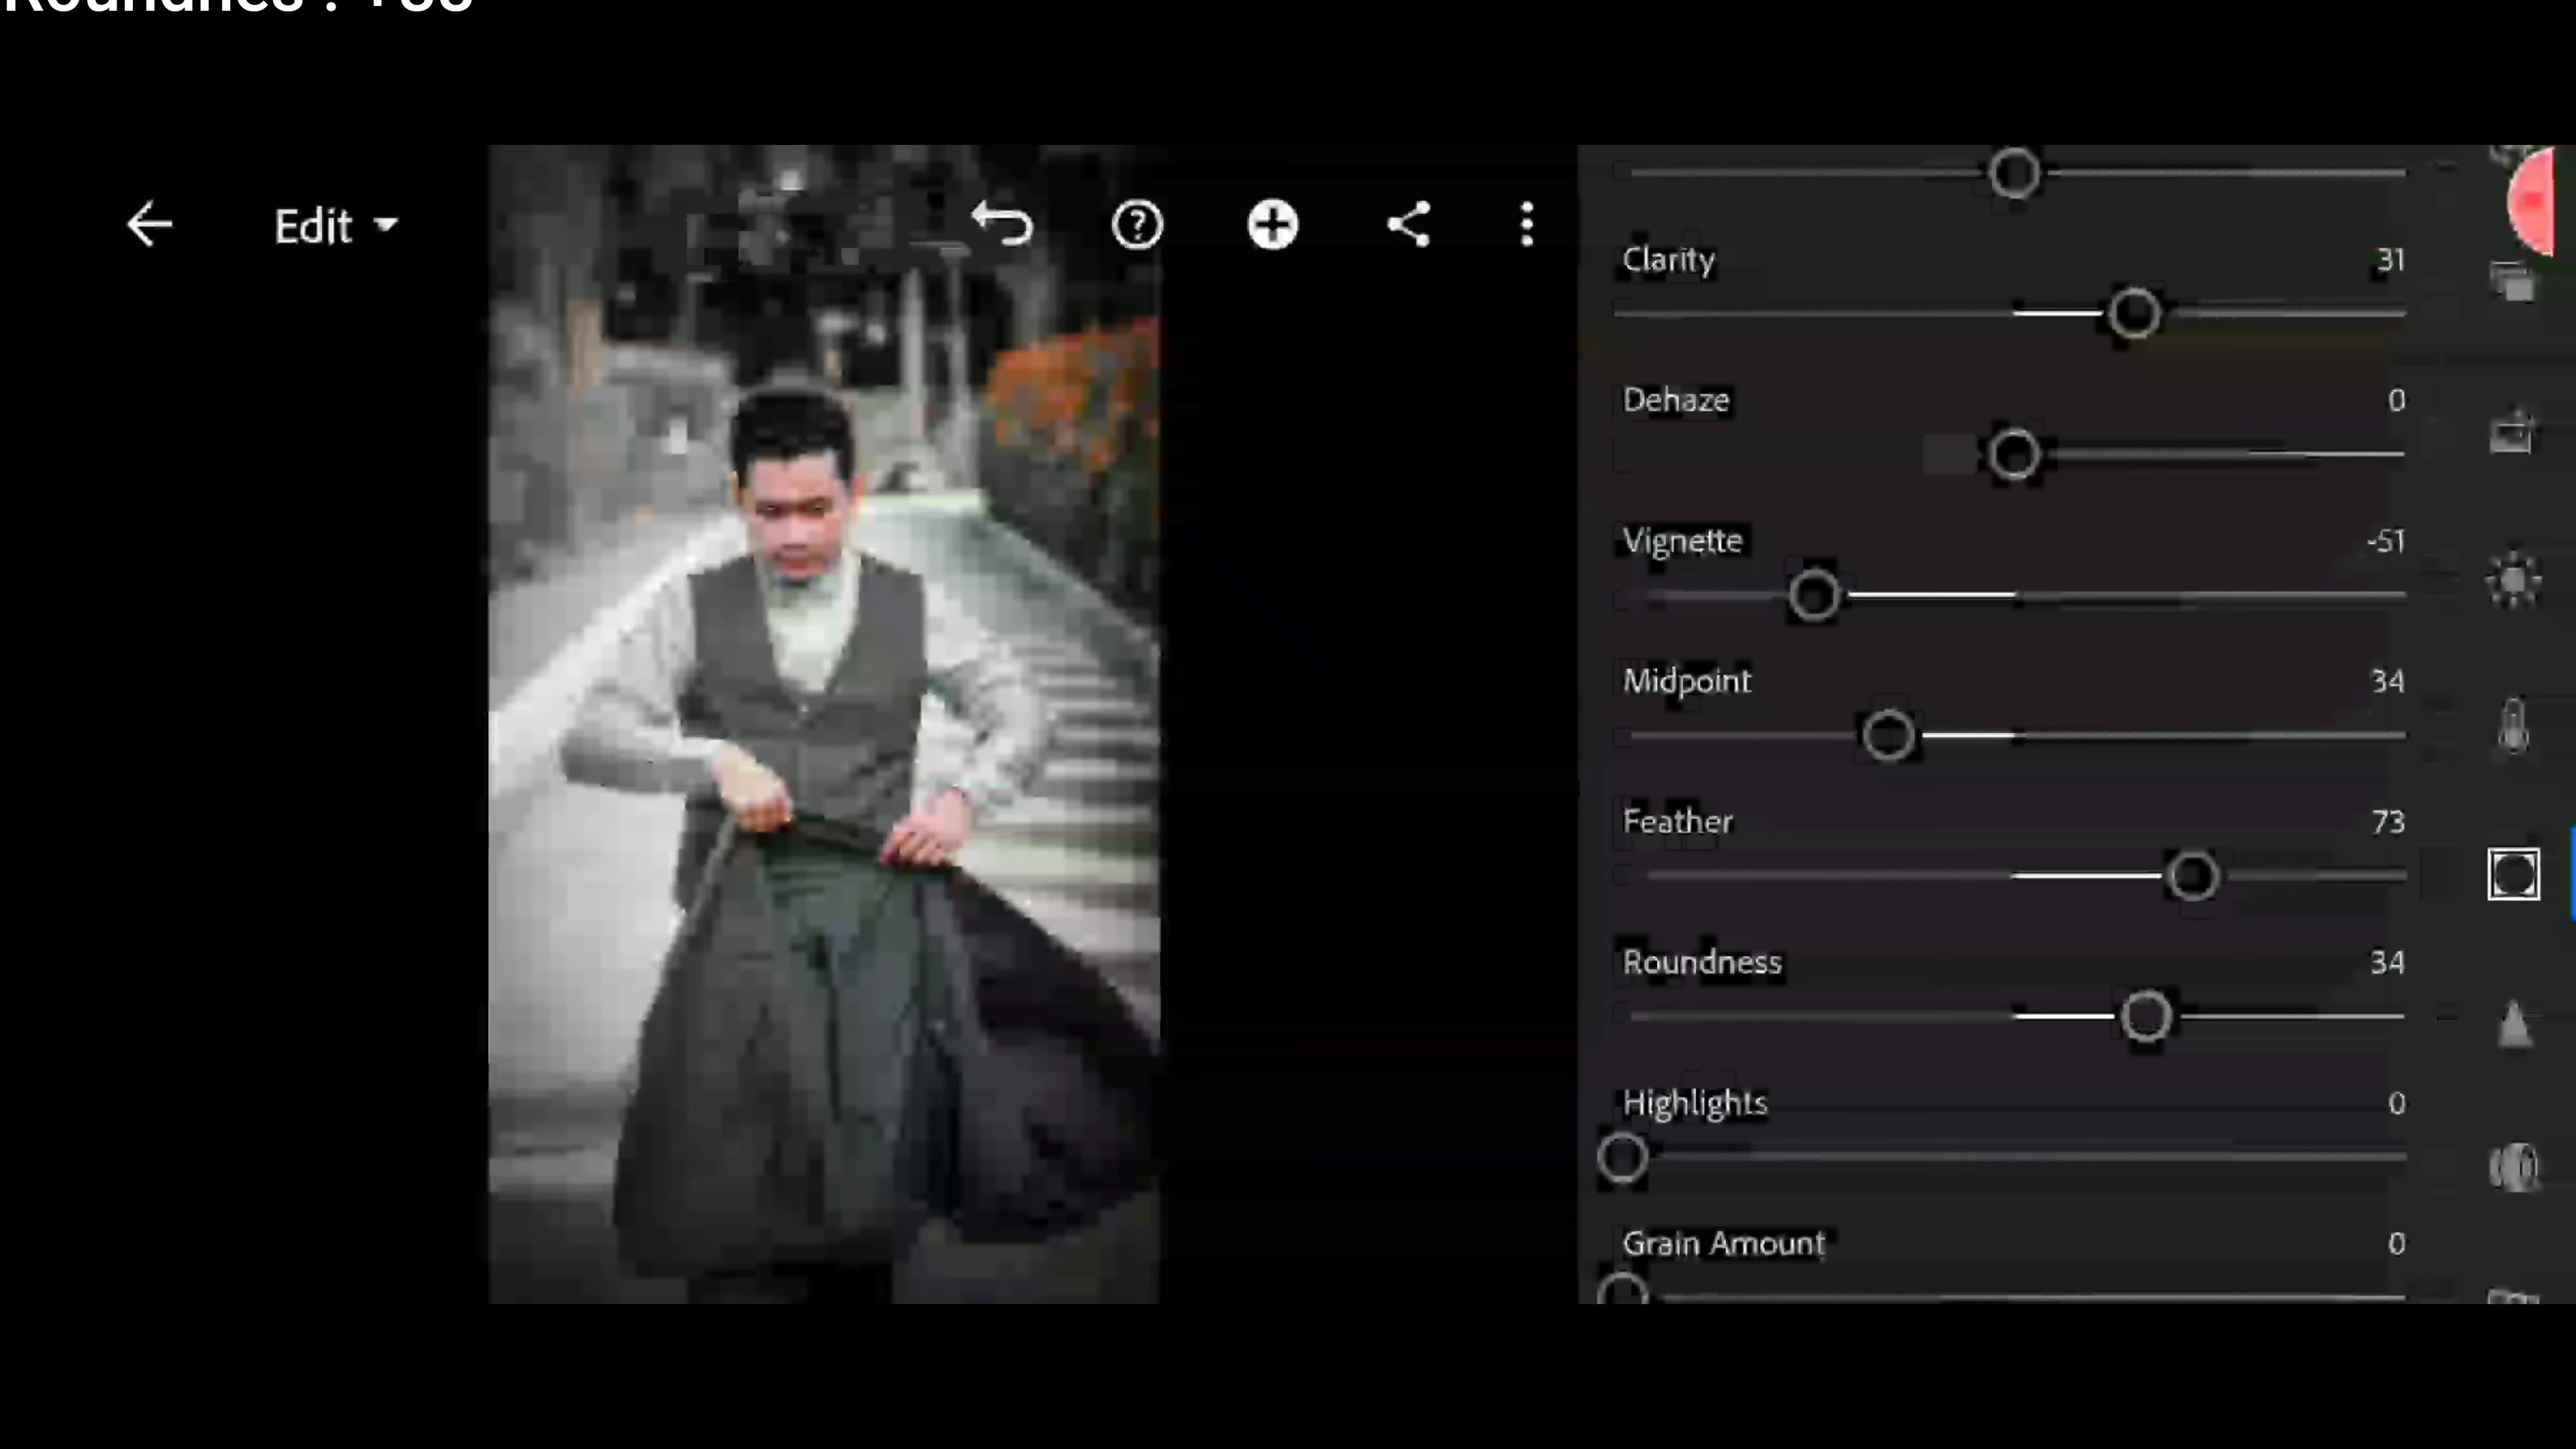 Edit
Clarity 31
Dehaze 0
Vignette -51
Midpoint 34
Feather 73
Roundness 34
Highlights 0
Grain Amount 0